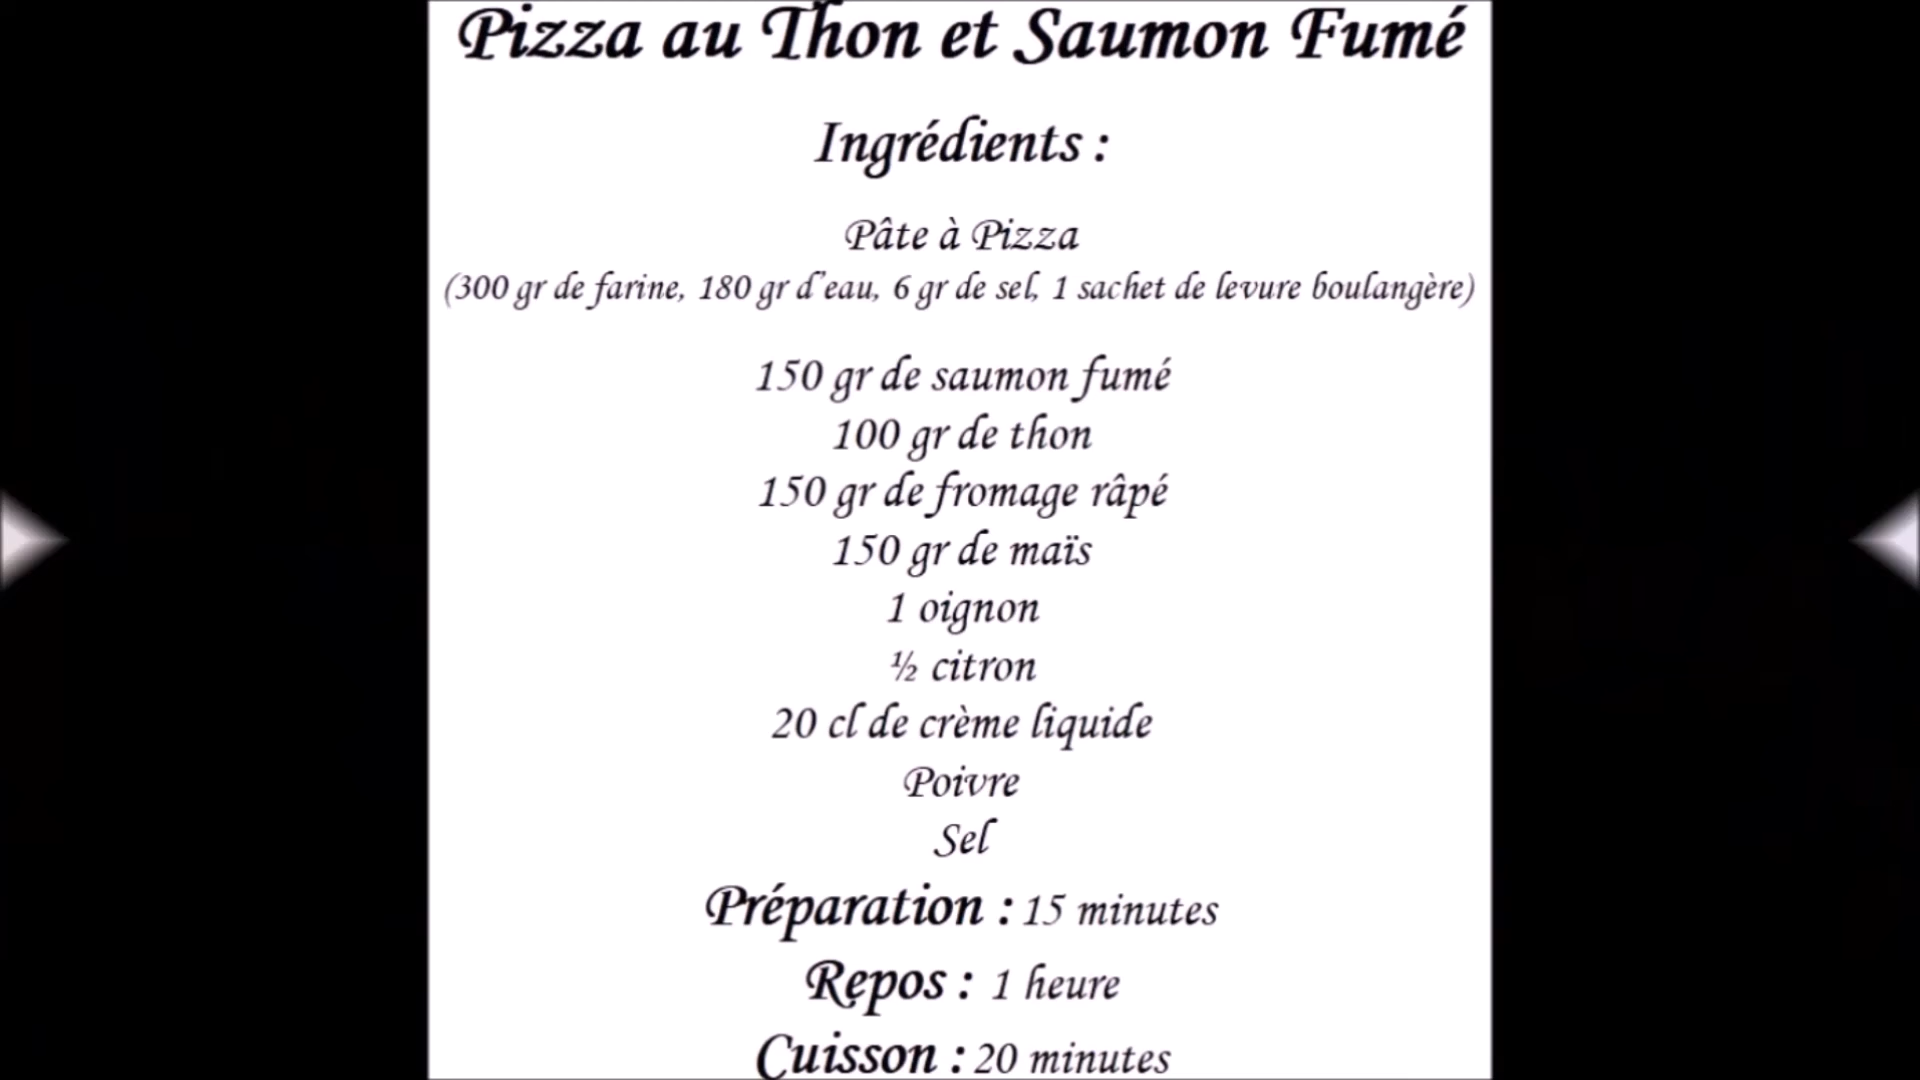 Pizza au Thon et Saumon Fumé
Ingrédients :
Pâte à Pizza
(300 gr de farine, 180 gr d'eau, 6 gr de sel, 1 sachet de levure boulangère)
150 gr de saumon fumé
100 gr de thon
150 gr de fromage râpé
150 gr de maïs
1 oignon
½ citron
20 cl de crème liquide
Poivre
Sel
Préparation : 15 minutes
Repos : 1 heure
Cuisson : 20 minutes